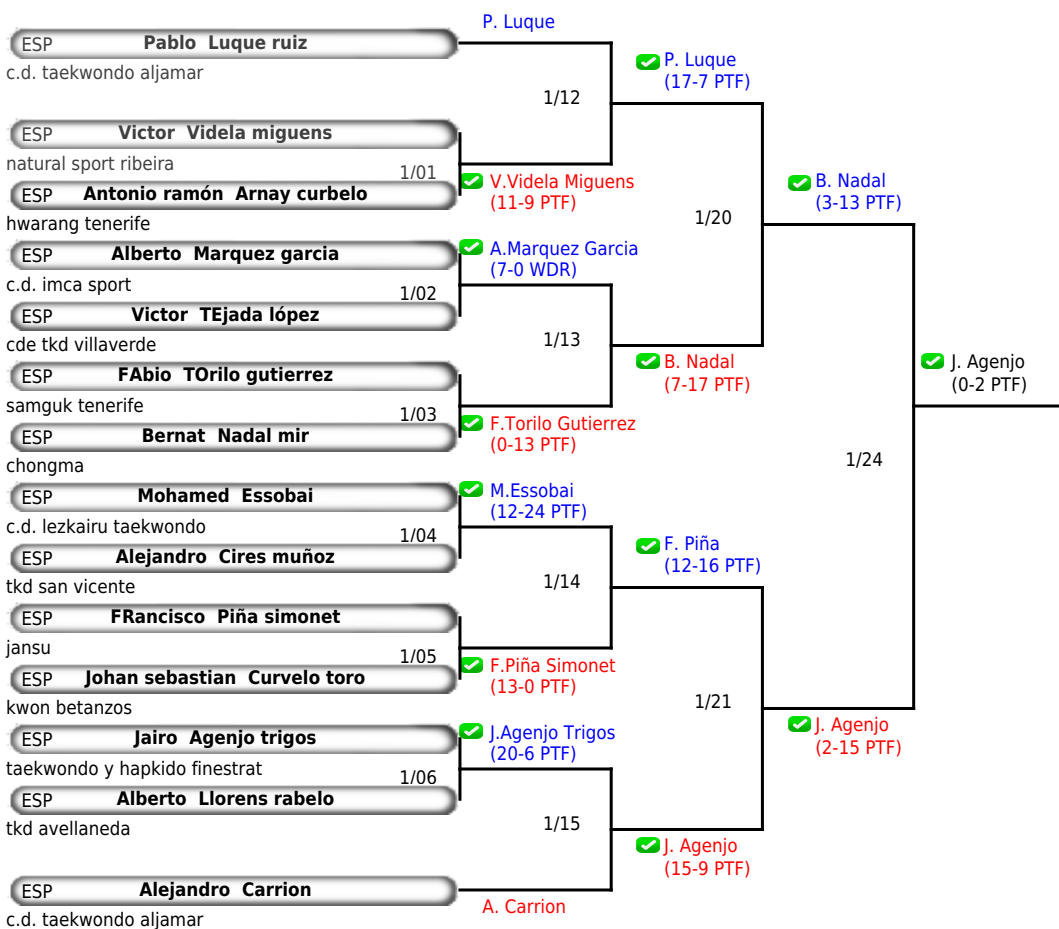 P. Luque
ESP Pablo Luque ruiz
c.d. taekwondo aljamar
P. Luque
(17-7 PTF)
1/12
ESP Victor Videla miguens
natural sport ribeira
1/01
V.Videla Miguens
(11-9 PTF)
ESP Antonio ramón Arnay curbelo
hwarang tenerife
B. Nadal
(3-13 PTF)
1/20
ESP Alberto Marquez garcia
c.d. imca sport
A.Marquez Garcia
(7-0 WDR)
1/02
ESP Victor TEjada lópez
cde tkd villaverde
1/13
B. Nadal
(7-17 PTF)
ESP FAbio TOrilo gutierrez
samguk tenerife
1/03
F.Torilo Gutierrez
(0-13 PTF)
ESP Bernat Nadal mir
chongma
J. Agenjo
(0-2 PTF)
1/24
ESP Mohamed Essobai
c.d. lezkairu taekwondo
M.Essobai
(12-24 PTF)
1/04
ESP Alejandro Cires muñoz
tkd san vicente
F. Piña
(12-16 PTF)
1/14
ESP FRancisco Piña simonet
jansu
1/05
F.Piña Simonet
(13-0 PTF)
ESP Johan sebastian Curvelo toro
kwon betanzos
1/21
J. Agenjo
(2-15 PTF)
ESP Jairo Agenjo trigos
taekwondo y hapkido finestrat
J.Agenjo Trigos
(20-6 PTF)
1/06
ESP Alberto Llorens rabelo
tkd avellaneda
1/15
J. Agenjo
(15-9 PTF)
ESP Alejandro Carrion
c.d. taekwondo aljamar
A. Carrion